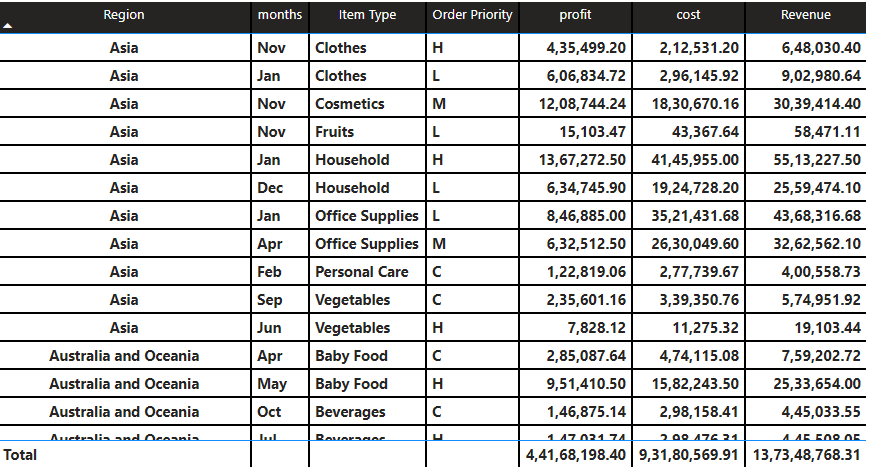 Region months Item Type Order Priority profit cost Revenue
Asia Nov Clothes H 4,35,499.20 2,12,531.20 6,48,030.40
Asia Jan Clothes L 6,06,834.72 2,96,145.92 9,02,980.64
Asia Nov Cosmetics M 12,08,744.24 18,30,670.16 30,39,414.40
Asia Nov Fruits L 15,103.47 43,367.64 58,471.11
Asia Jan Household H 13,67,272.50 41,45,955.00 55,13,227.50
Asia Dec Household L 6,34,745.90 19,24,728.20 25,59,474.10
Asia Jan Office Supplies L 8,46,885.00 35,21,431.68 43,68,316.68
Asia Apr Office Supplies M 6,32,512.50 26,30,049.60 32,62,562.10
Asia Feb Personal Care C 1,22,819.06 2,77,739.67 4,00,558.73
Asia Sep Vegetables C 2,35,601.16 3,39,350.76 5,74,951.92
Asia Jun Vegetables H 7,828.12 11,275.32 19,103.44
Australia and Oceania Apr Baby Food C 2,85,087.64 4,74,115.08 7,59,202.72
Australia and Oceania May Baby Food H 9,51,410.50 15,82,243.50 25,33,654.00
Australia and Oceania Oct Beverages C 1,46,875.14 2,98,158.41 4,45,033.55
Australia and Oceania Jul Beverages H 1,47,031.74 2,98,476.31 4,45,508.05
Total 4,41,68,198.40 9,31,80,569.91 13,73,48,768.31